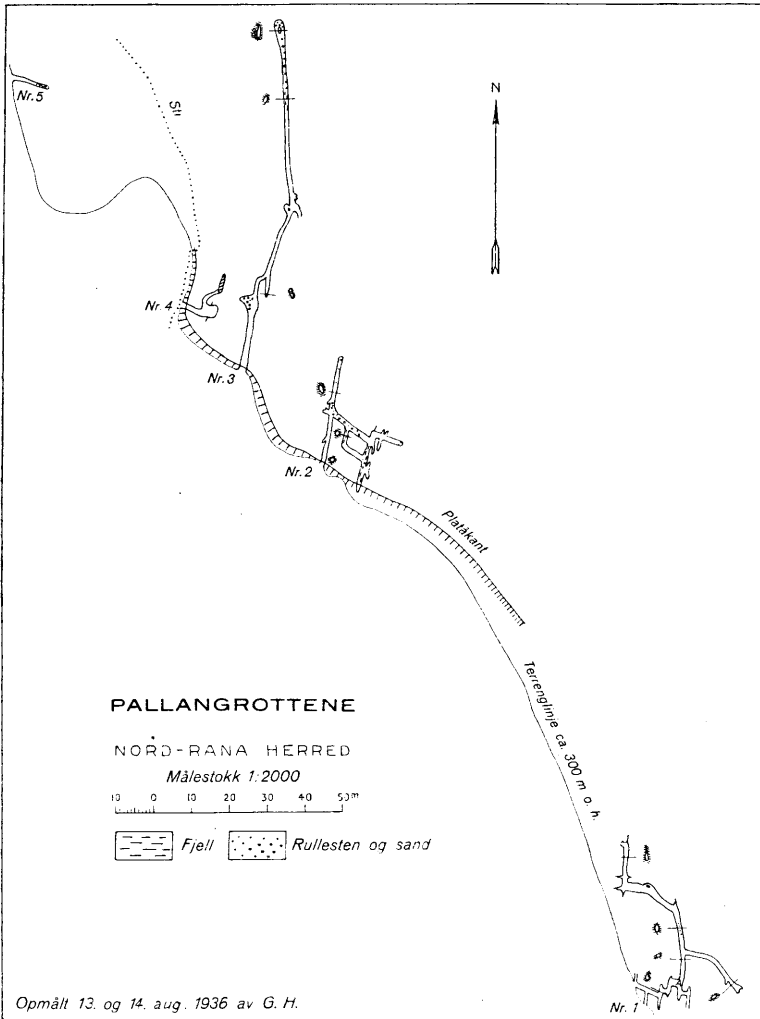 Nr. 5
Sti
N
Nr. 4
Nr. 3
Nr. 2
Platåkant
Terrenglinje ca. 300 m o. h.
PALLANGROTTENE
NORD-RANA HERRED
Målestokk 1:2000
10 0 10 20 30 40 50 m
Fjell Rullesten og sand
Nr. 1
Opmålt 13. og 14. aug. 1936 av G. H.